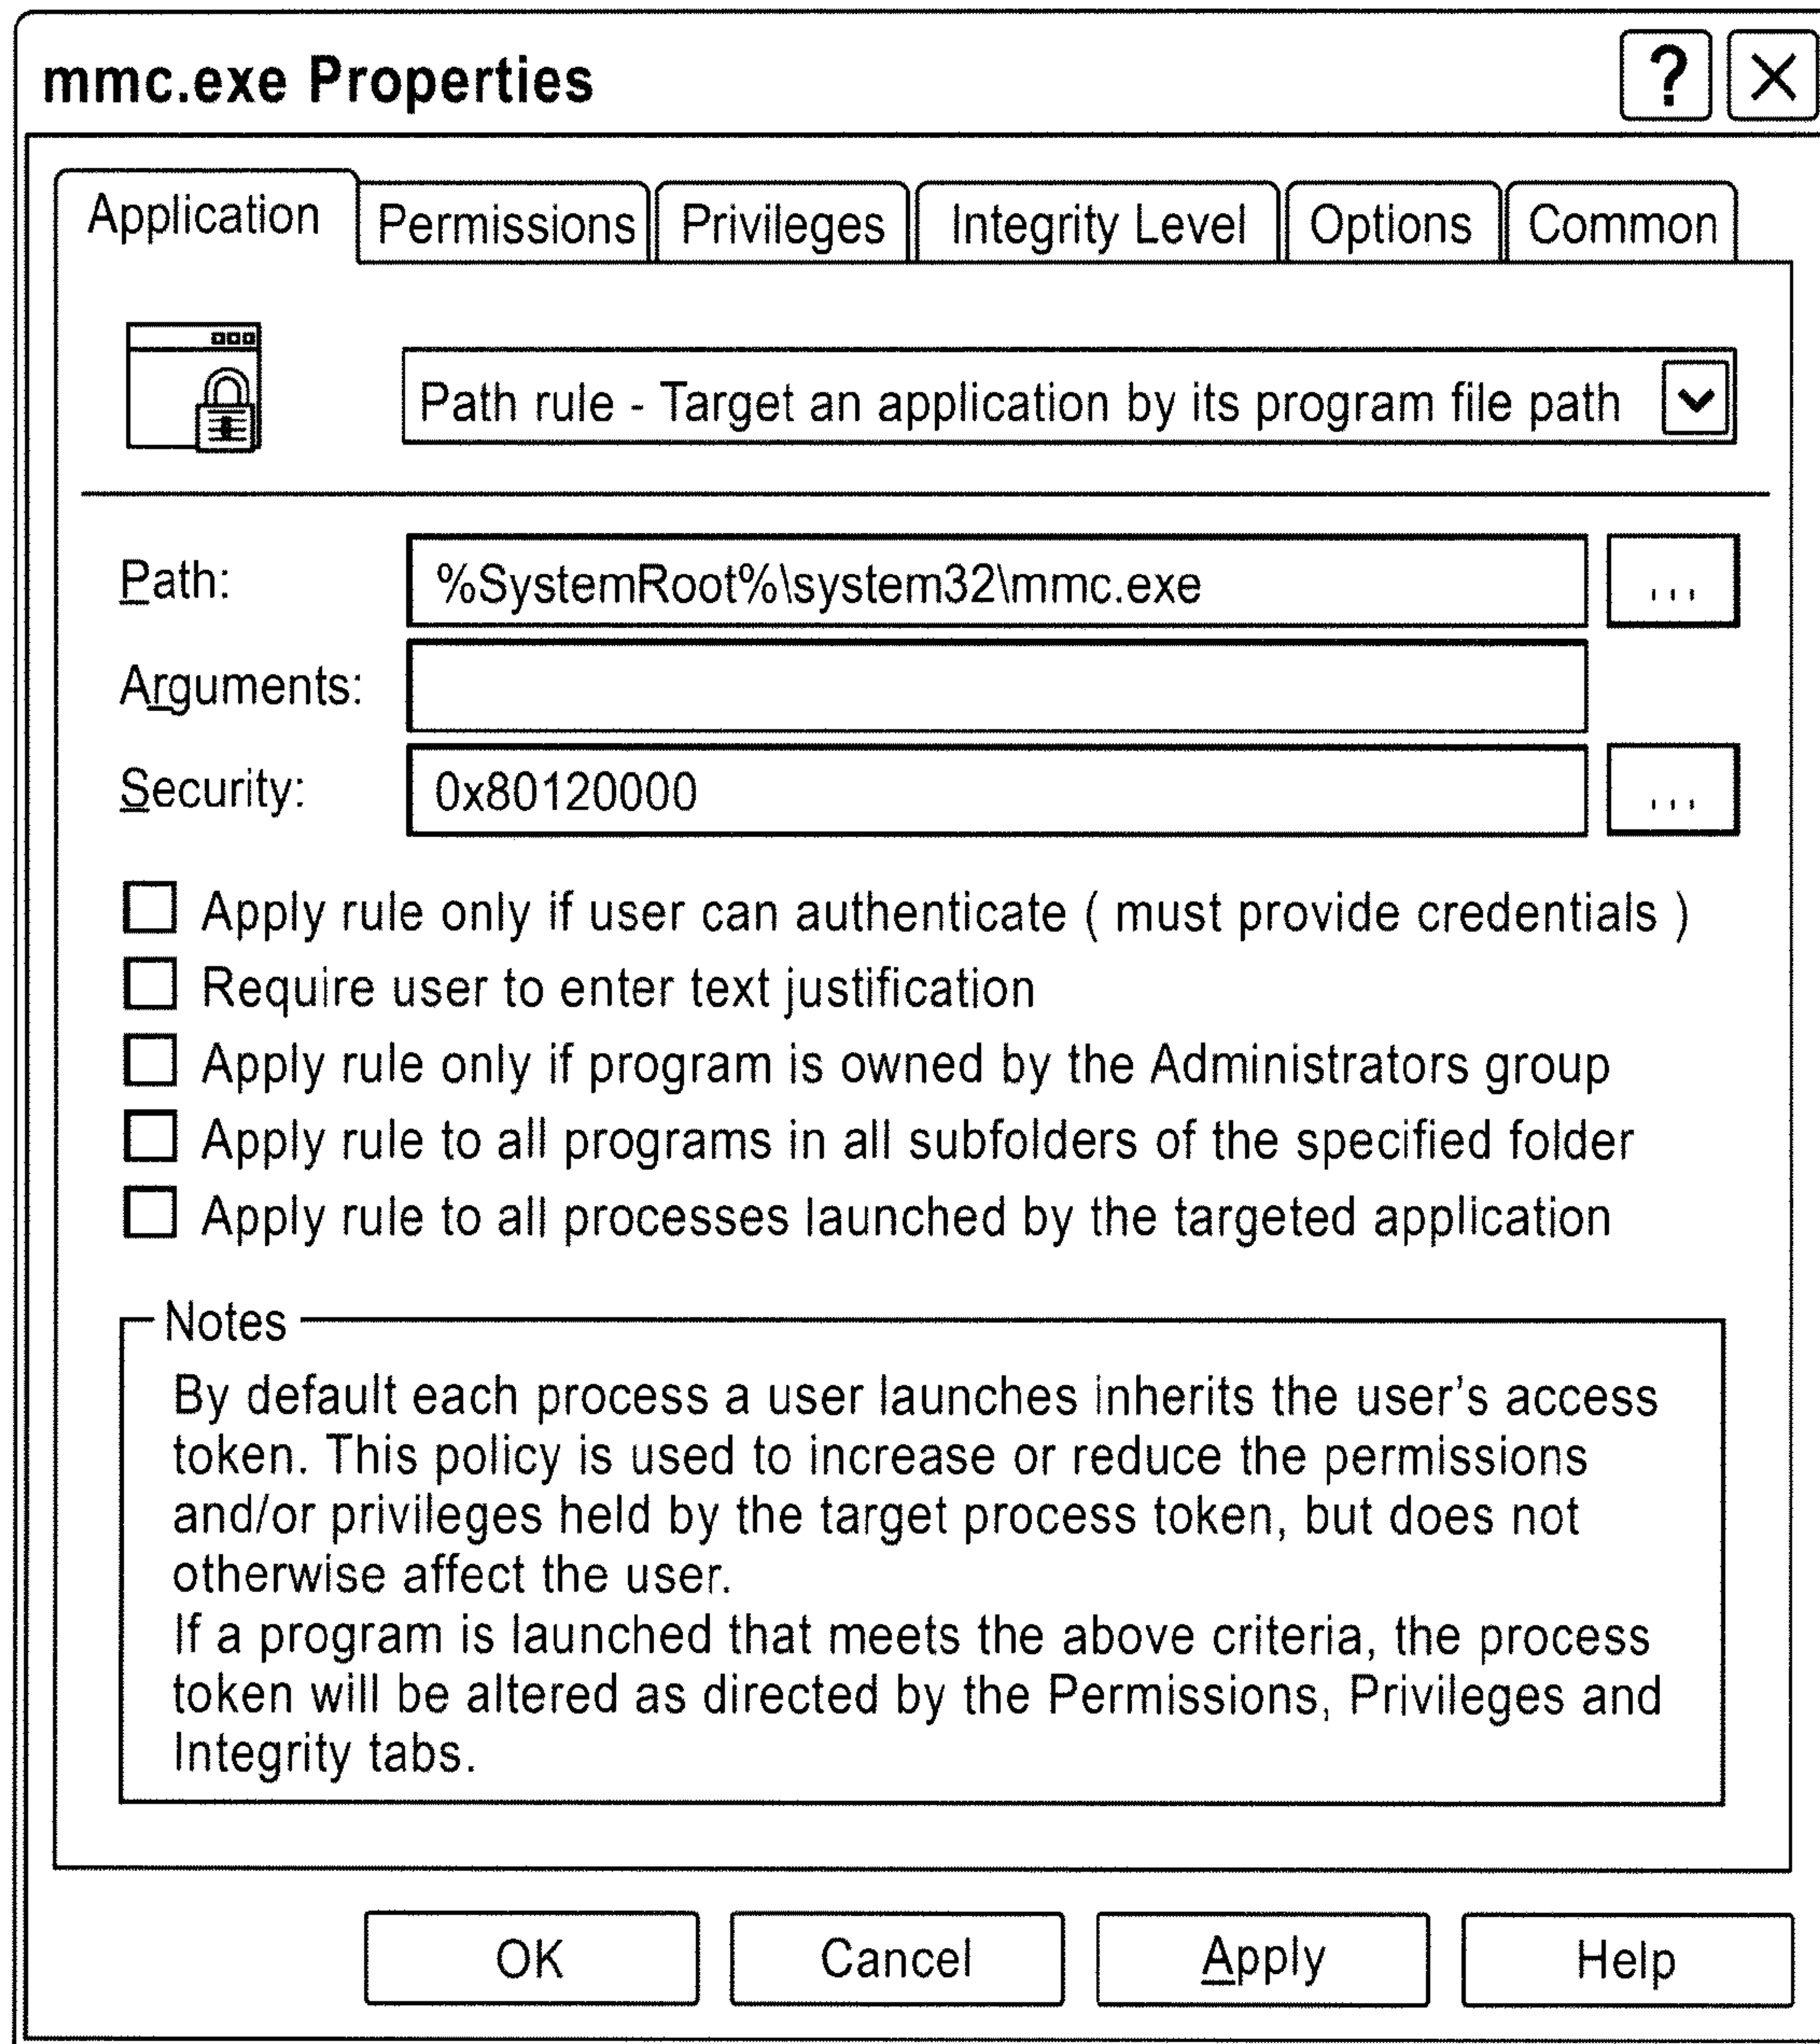 mmc.exe Properties ? ×
Application Permissions Privileges Integrity Level Options Common
Path rule - Target an application by its program file path
Path: %SystemRoot%\system32\mmc.exe ...
Arguments:
Security: 0x80120000 ...
Apply rule only if user can authenticate ( must provide credentials )
Require user to enter text justification
Apply rule only if program is owned by the Administrators group
Apply rule to all programs in all subfolders of the specified folder
Apply rule to all processes launched by the targeted application
Notes
By default each process a user launches inherits the user's access
token. This policy is used to increase or reduce the permissions
and/or privileges held by the target process token, but does not
otherwise affect the user.
If a program is launched that meets the above criteria, the process
token will be altered as directed by the Permissions, Privileges and
Integrity tabs.
OK Cancel Apply Help